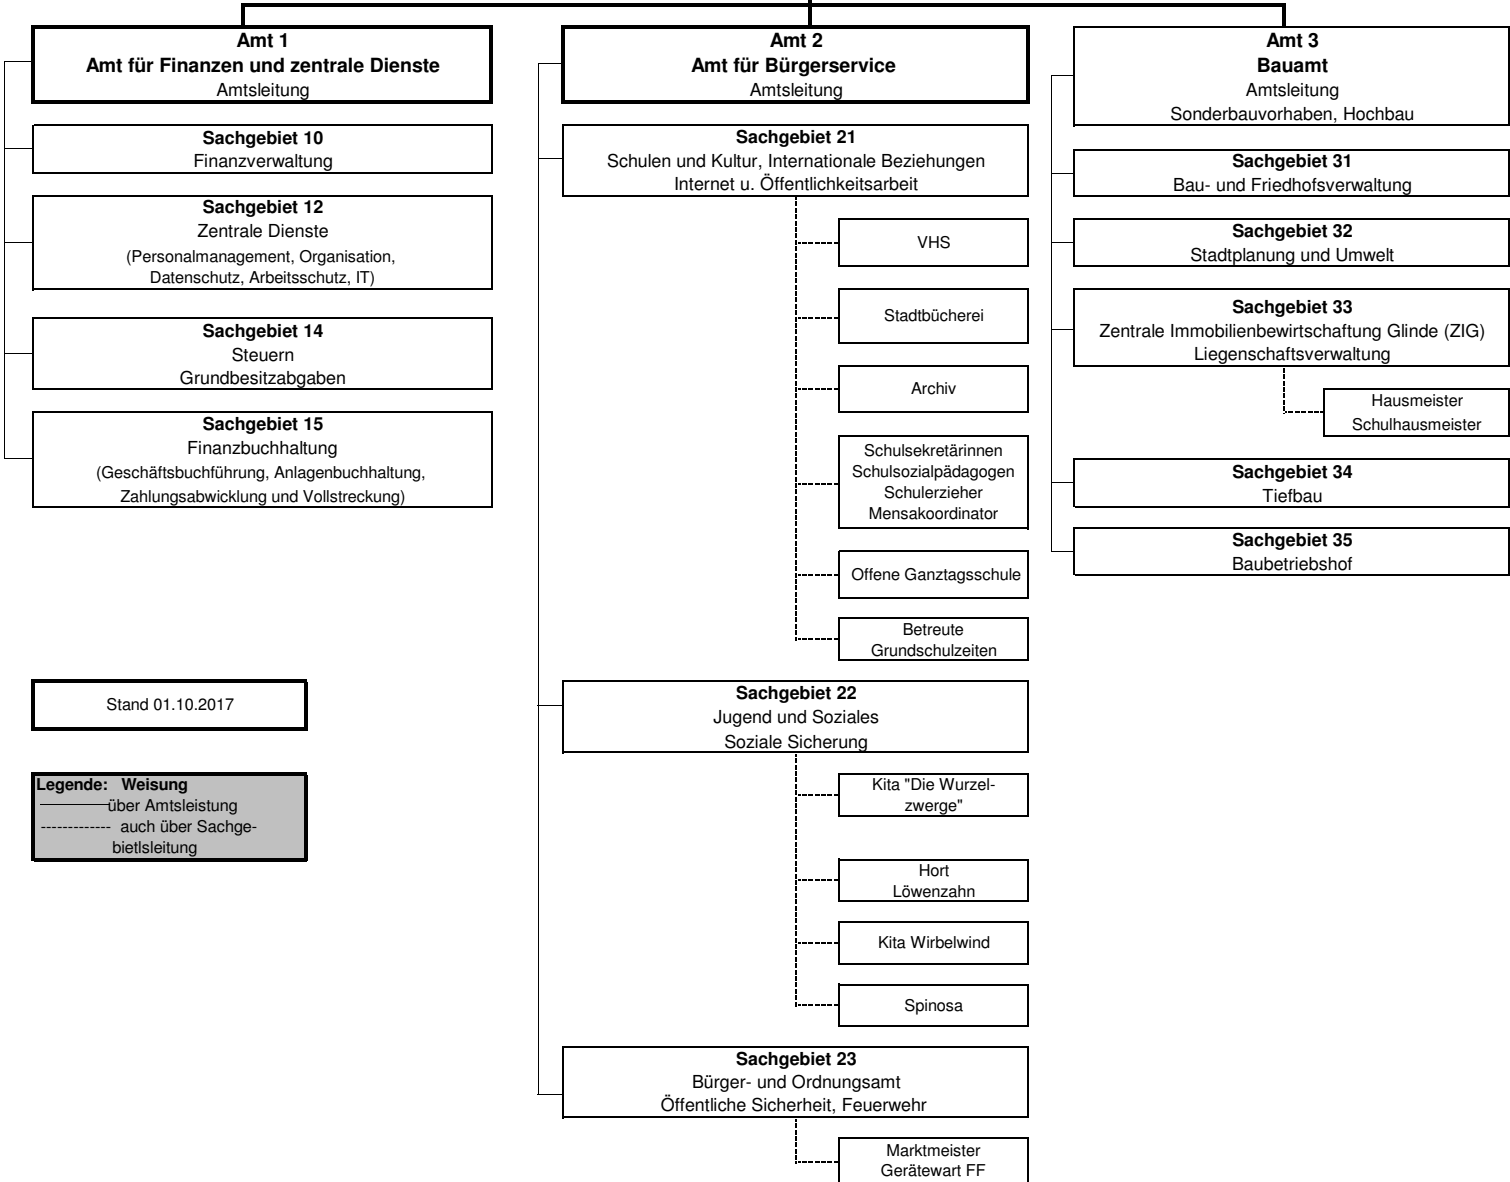 Amt 1
Amt für Finanzen und zentrale Dienste
Amtsleitung
Sachgebiet 10
Finanzverwaltung
Sachgebiet 12
Zentrale Dienste
(Personalmanagement, Organisation,
Datenschutz, Arbeitsschutz, IT)
Sachgebiet 14
Steuern
Grundbesitzabgaben
Sachgebiet 15
Finanzbuchhaltung
(Geschäftsbuchführung, Anlagenbuchhaltung,
Zahlungsabwicklung und Vollstreckung)
Stand 01.10.2017
Legende: Weisung
über Amtsleistung
------------- auch über Sachge-
bietlsleitung
Amt 2
Amt für Bürgerservice
Amtsleitung
Sachgebiet 21
Schulen und Kultur, Internationale Beziehungen
Internet u. Öffentlichkeitsarbeit
VHS
Stadtbücherei
Archiv
Schulsekretärinnen
Schulsozialpädagogen
Schulerzieher
Mensakoordinator
Offene Ganztagsschule
Betreute
Grundschulzeiten
Sachgebiet 22
Jugend und Soziales
Soziale Sicherung
Kita "Die Wurzel-
zwerge"
Hort
Löwenzahn
Kita Wirbelwind
Spinosa
Sachgebiet 23
Bürger- und Ordnungsamt
Öffentliche Sicherheit, Feuerwehr
Marktmeister
Gerätewart FF
Amt 3
Bauamt
Amtsleitung
Sonderbauvorhaben, Hochbau
Sachgebiet 31
Bau- und Friedhofsverwaltung
Sachgebiet 32
Stadtplanung und Umwelt
Sachgebiet 33
Zentrale Immobilienbewirtschaftung Glinde (ZIG)
Liegenschaftsverwaltung
Hausmeister
Schulhausmeister
Sachgebiet 34
Tiefbau
Sachgebiet 35
Baubetriebshof